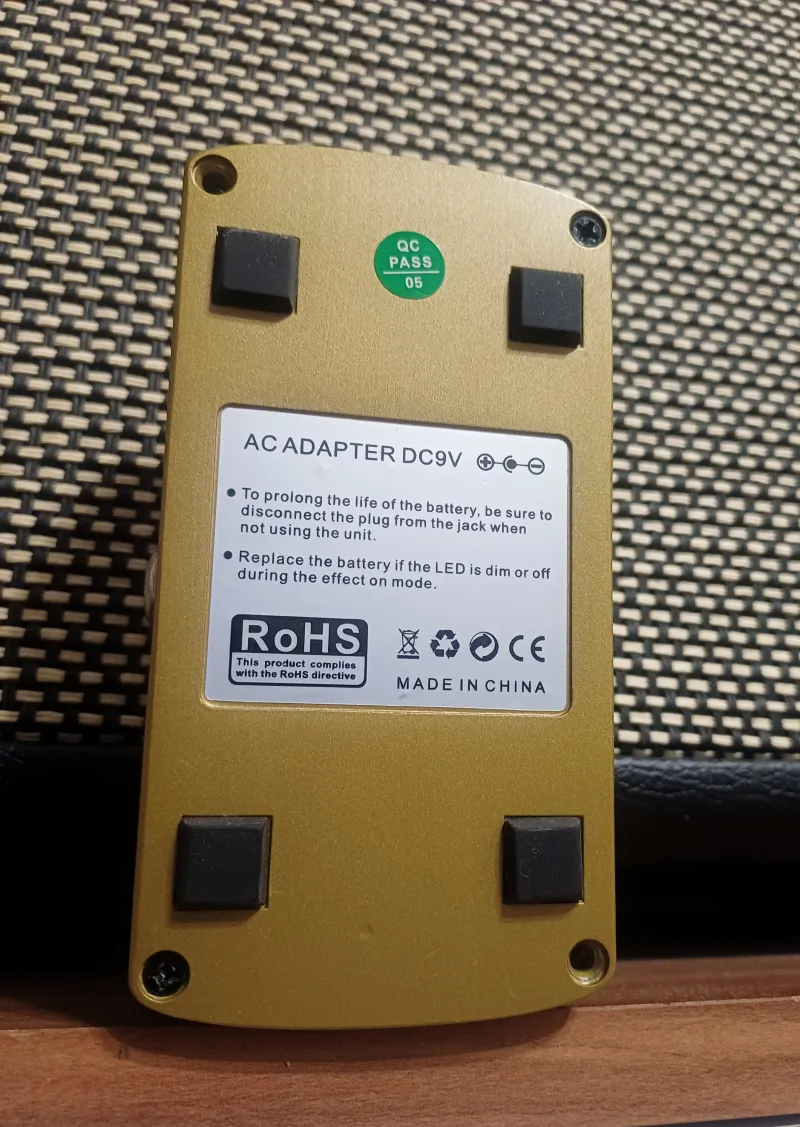 QC
PASS
05
AC ADAPTER DC9V
• To prolong the life of the battery, be sure to
disconnect the plug from the jack when
not using the unit.
• Replace the battery if the LED is dim or off
during the effect on mode.
RoHS
This product complies
with the RoHS directive
CE
MADE IN CHINA